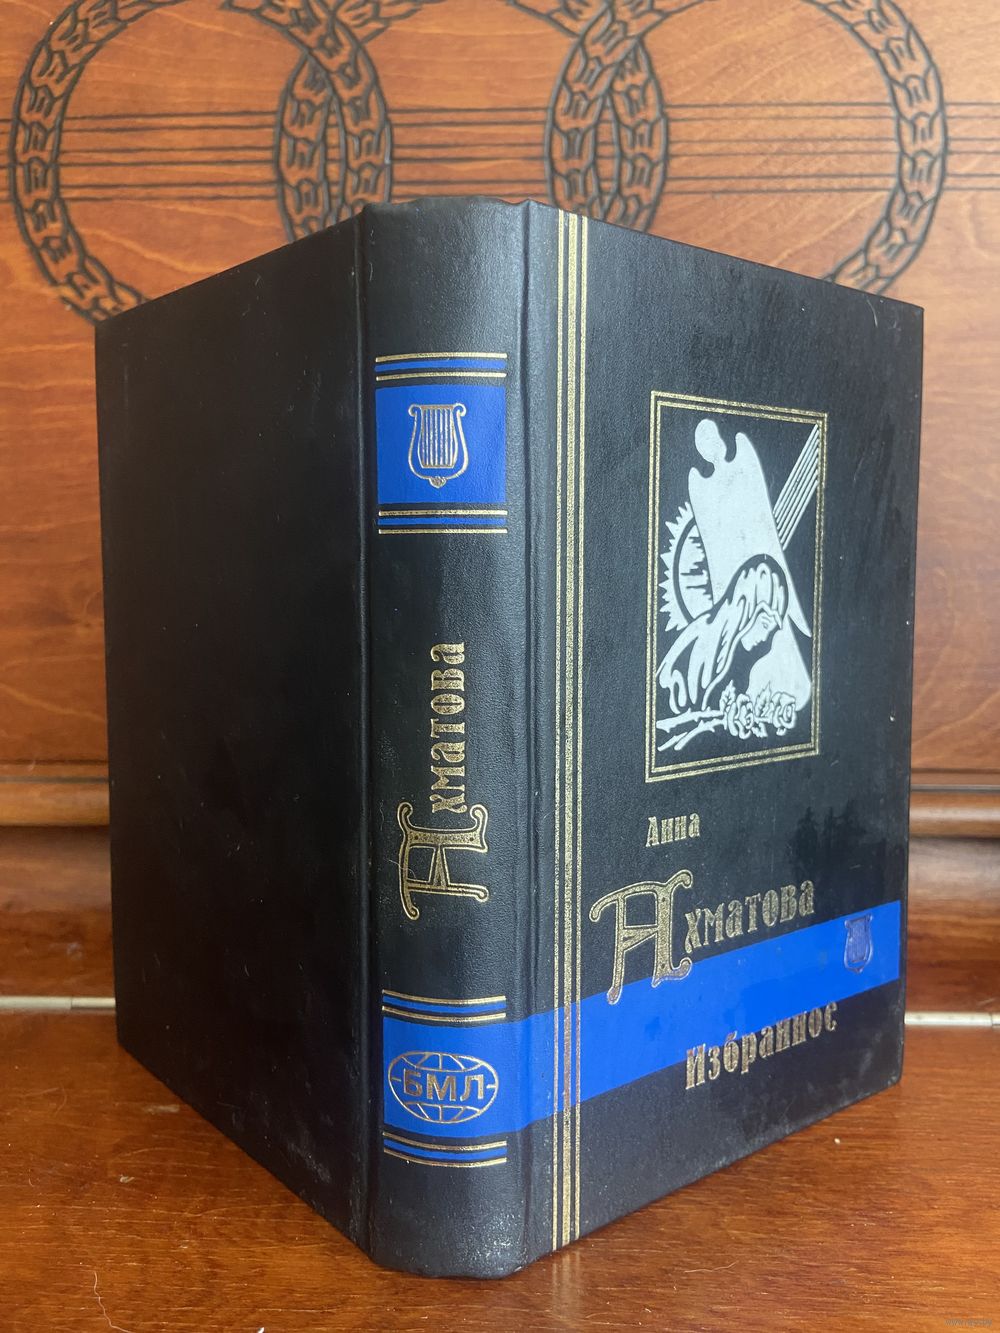 Ахматова
БМЛ
Анна
Ахматова
Избранное